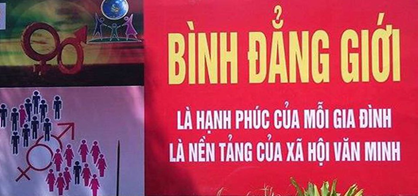 BÌNH ĐẲNG GIỚI
LÀ HẠNH PHÚC CỦA MỖI GIA ĐÌNH
LÀ NỀN TẢNG CỦA XÃ HỘI VĂN MINH